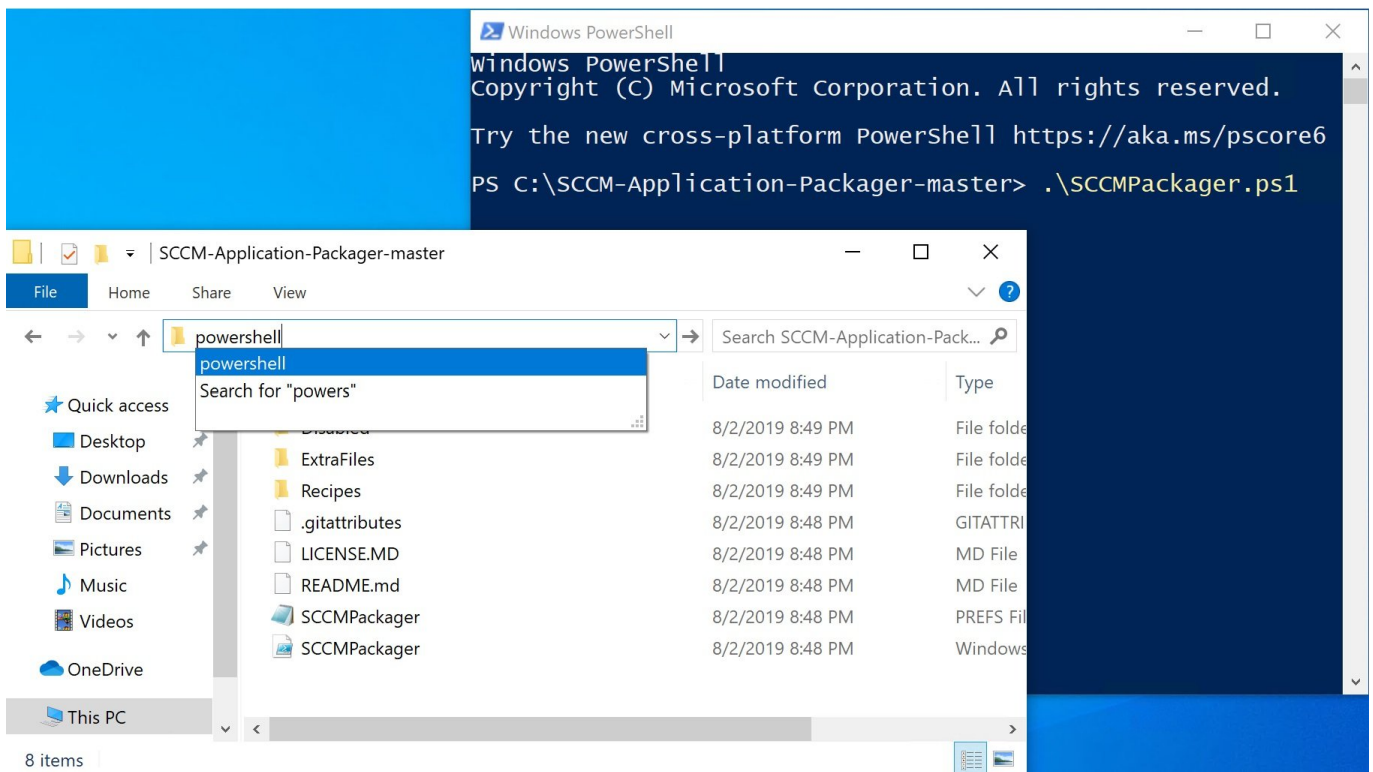 Windows PowerShell
Windows PowerShell
Copyright (C) Microsoft Corporation. All rights reserved.
Try the new cross-platform PowerShell https://aka.ms/pscore6
PS C:\SCCM-Application-Packager-master> .\SCCMPackager.ps1
SCCM-Application-Packager-master
File Home Share View
powershell
Search SCCM-Application-Pack...
powershell
Search for "powers"
Date modified Type
Quick access
Desktop
Downloads
Documents
Pictures
Music
Videos
OneDrive
This PC
Disabled 8/2/2019 8:49 PM File folde
ExtraFiles 8/2/2019 8:49 PM File folde
Recipes 8/2/2019 8:49 PM File folde
.gitattributes 8/2/2019 8:48 PM GITATTRI
LICENSE.MD 8/2/2019 8:48 PM MD File
README.md 8/2/2019 8:48 PM MD File
SCCMPackager 8/2/2019 8:48 PM PREFS Fil
SCCMPackager 8/2/2019 8:48 PM Windows
8 items